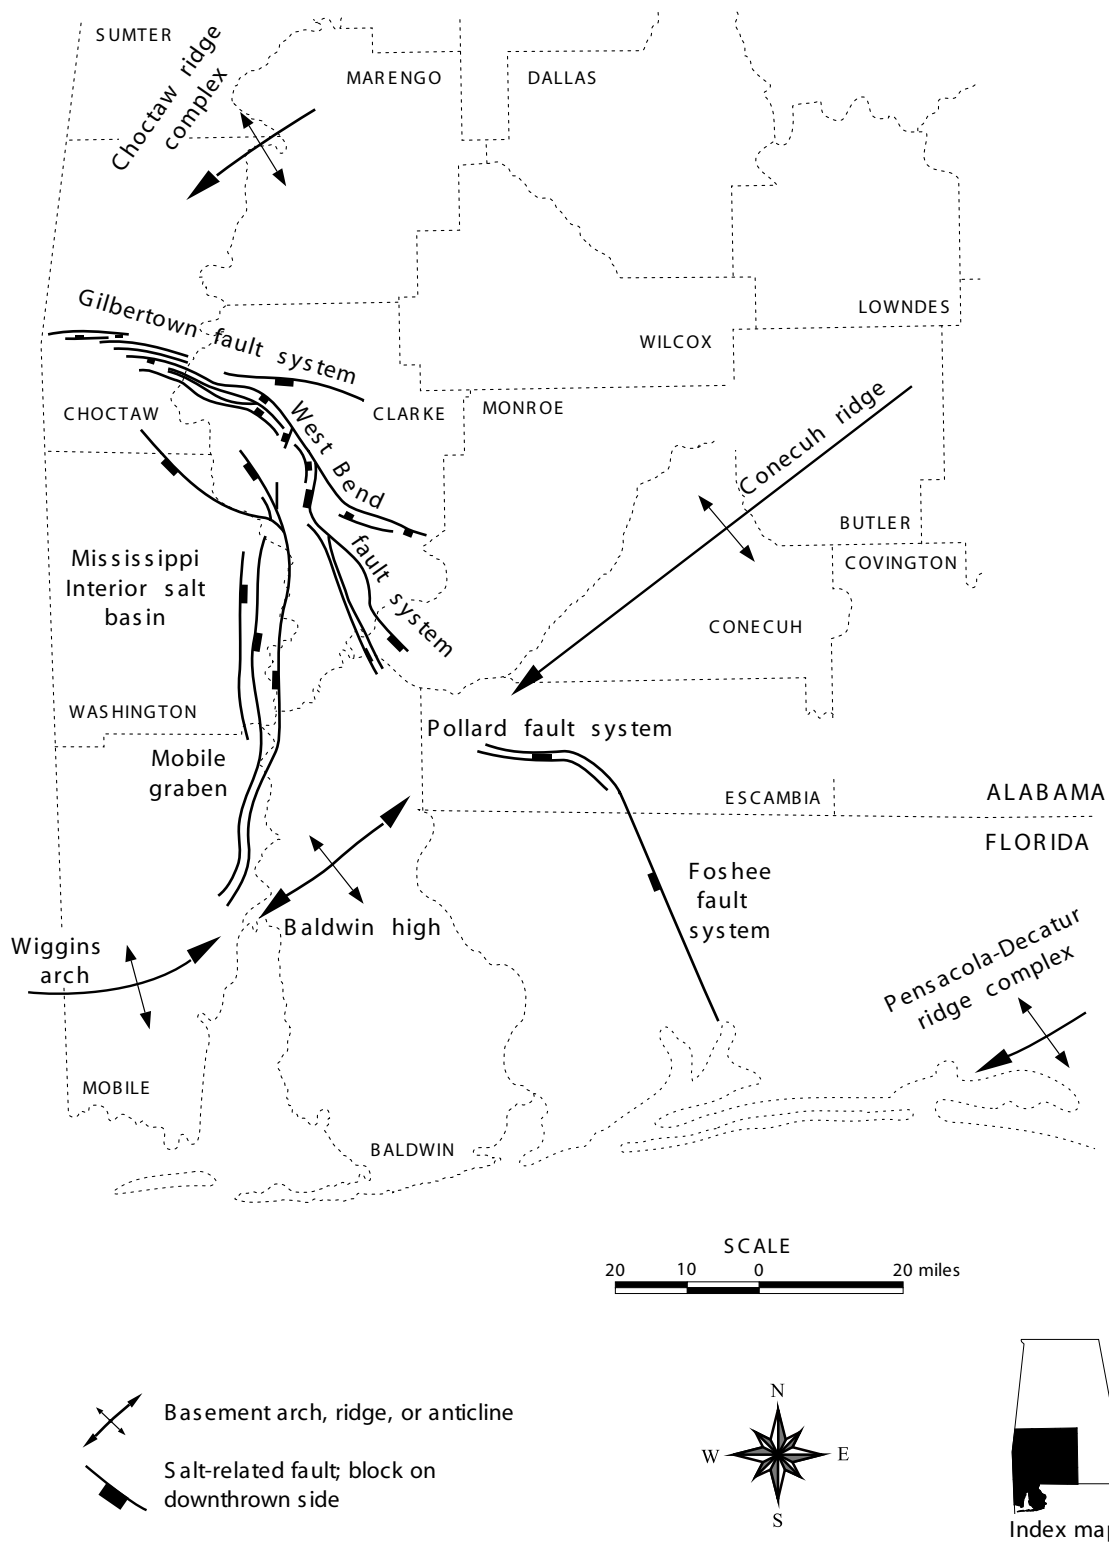 SUMTER
MARENGO
DALLAS
Choctaw ridge
complex
LOWNDES
Gilbertown fault system
WILCOX
CHOCTAW
CLARKE
MONROE
West Bend
fault system
Conecuh ridge
BUTLER
COVINGTON
Mississippi
Interior salt
basin
CONECUH
WASHINGTON
Pollard fault system
Mobile
graben
ESCAMBIA
ALABAMA
FLORIDA
Foshee
fault
system
Baldwin high
Wiggins
arch
Pensacola-Decatur
ridge complex
MOBILE
BALDWIN
SCALE
20 10 0 20 miles
Basement arch, ridge, or anticline
Salt-related fault; block on
downthrown side
N
W
E
S
Index map